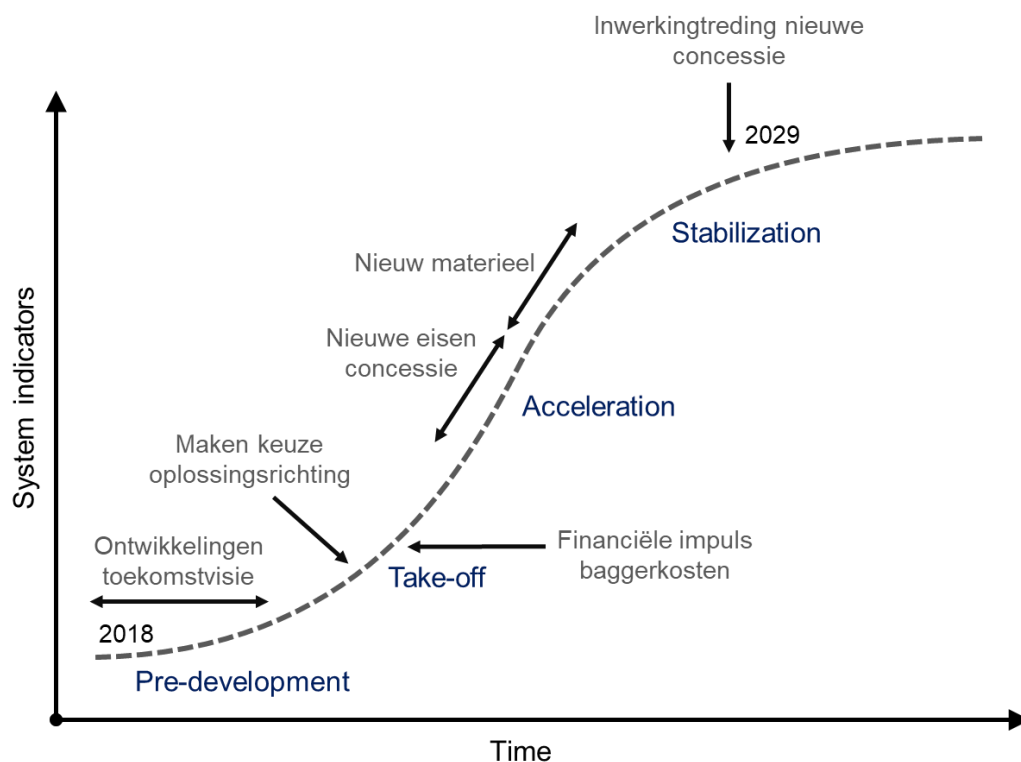 Inwerkingtreding nieuwe
concessie
2029
Stabilization
Nieuw materieel
Nieuwe eisen
concessie
Acceleration
System indicators
Maken keuze
oplossingsrichting
Financiële impuls
baggerkosten
Ontwikkelingen
toekomstvisie
Take-off
2018
Pre-development
Time